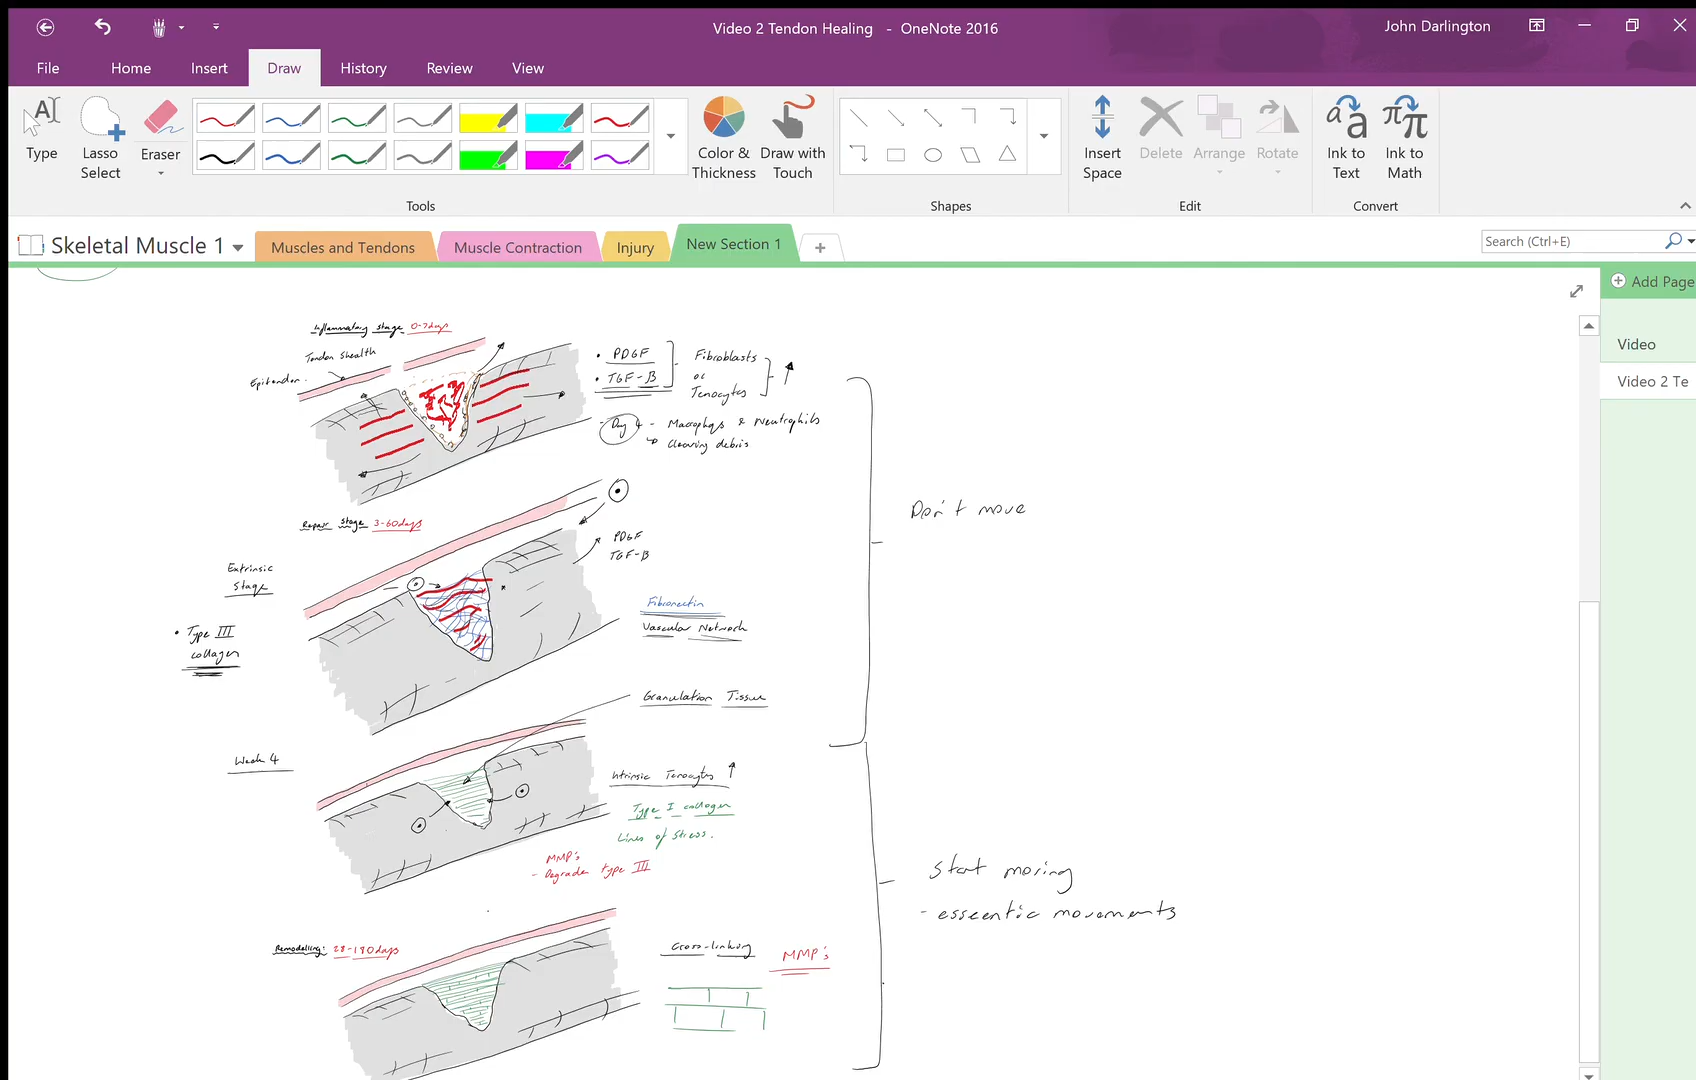 Video 2 Tendon Healing - OneNote 2016
John Darlington
File
Home
Insert
Draw
History
Review
View
Type
Lasso
Select
Eraser
Color &
Thickness
Draw with
Touch
Insert
Space
Delete
Arrange
Rotate
Ink to
Text
Ink to
Math
Tools
Shapes
Edit
Convert
Skeletal Muscle 1
Muscles and Tendons
Muscle Contraction
Injury
New Section 1
Search (Ctrl+E)
Add Page
Video
Video 2 Te
Inflammatory Stage 0-7days
Tendon Sheath
Epitendon
• PDGF
• TGF-β
Fibroblasts
or
Tenocytes
Day 4 - Macrophgs & Neutrophils
↳ Clearing debris
Repair Stage 3-60days
PDGF
TGF-β
Extrinsic
Stage
• Type III
collagen
Fibronectin
Vascular Network
Don't move
Granulation Tissue
Week 4
Intrinsic Tenocytes ↑
Type I collagen
Lines of Stress.
MMP's
- Degrades type III
Start moving
- esscentic movements
Remodelling: 28-180days
Cross-linking
MMP's